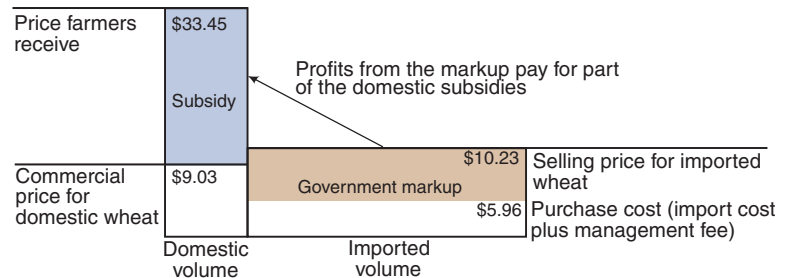 Price farmers
receive
$33.45
Profits from the markup pay for part
of the domestic subsidies
Subsidy
$10.23
Selling price for imported
wheat
Commercial
price for
domestic wheat
$9.03
Government markup
$5.96
Purchase cost (import cost
plus management fee)
Domestic
volume
Imported
volume